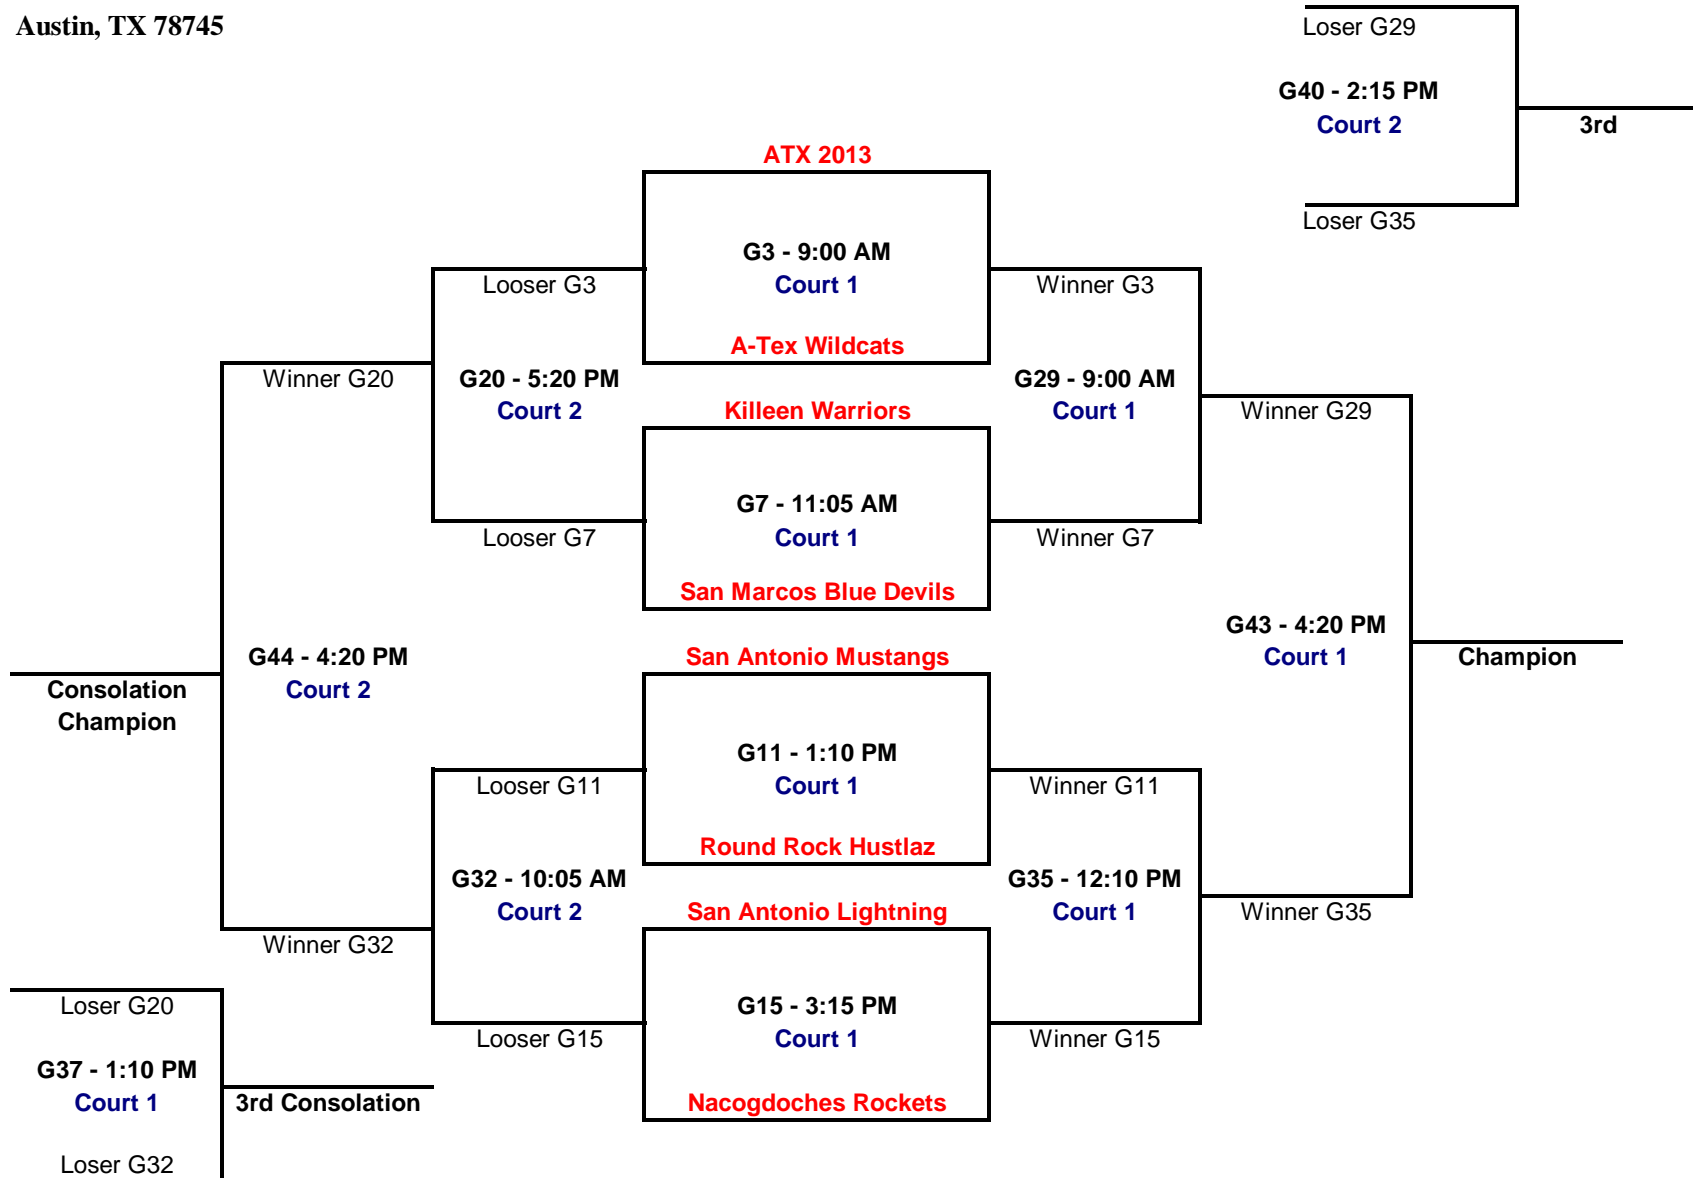 Austin, TX 78745
Loser G29
G40 - 2:15 PM
Court 2
3rd
Loser G35
ATX 2013
G3 - 9:00 AM
Court 1
A-Tex Wildcats
Looser G3
Winner G3
G20 - 5:20 PM
Court 2
G29 - 9:00 AM
Court 1
Winner G20
Winner G29
Killeen Warriors
G7 - 11:05 AM
Court 1
San Marcos Blue Devils
Looser G7
Winner G7
G44 - 4:20 PM
Court 2
G43 - 4:20 PM
Court 1
Consolation
Champion
Champion
San Antonio Mustangs
G11 - 1:10 PM
Court 1
Round Rock Hustlaz
Looser G11
Winner G11
G32 - 10:05 AM
Court 2
G35 - 12:10 PM
Court 1
Winner G32
Winner G35
San Antonio Lightning
G15 - 3:15 PM
Court 1
Nacogdoches Rockets
Looser G15
Winner G15
Loser G20
G37 - 1:10 PM
Court 1
3rd Consolation
Loser G32